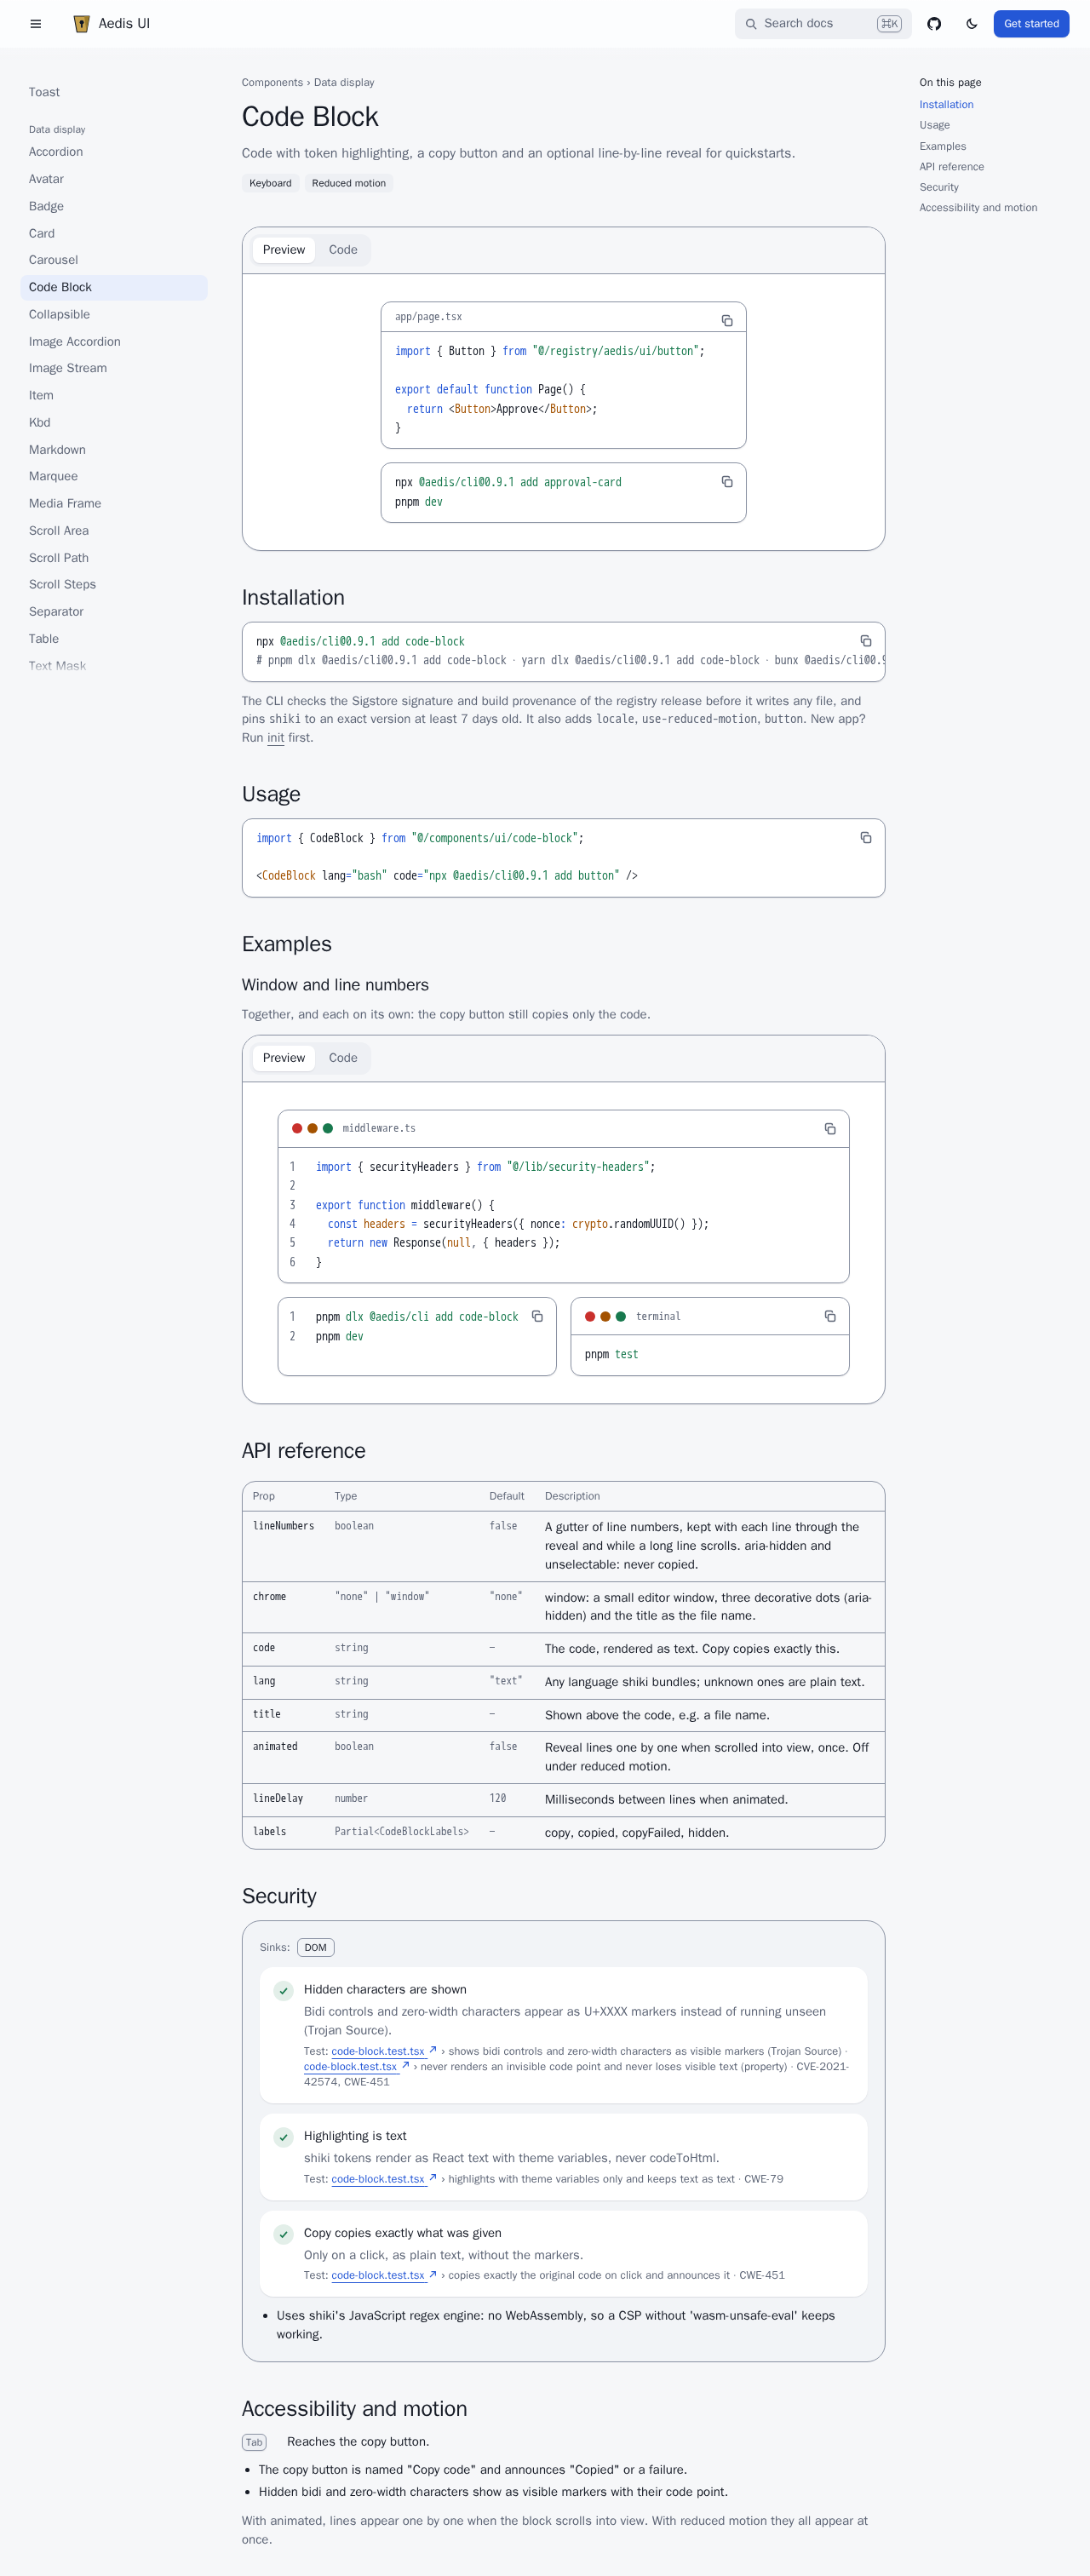 Aedis UI
Search docs
⌘K
Get started
Toast
Data display
Accordion
Avatar
Badge
Card
Carousel
Code Block
Collapsible
Image Accordion
Image Stream
Item
Kbd
Markdown
Marquee
Media Frame
Scroll Area
Scroll Path
Scroll Steps
Separator
Table
Text Mask
Components › Data display
Code Block
Code with token highlighting, a copy button and an optional line-by-line reveal for quickstarts.
Keyboard
Reduced motion
Preview
Code
app/page.tsx
import { Button } from "@/registry/aedis/ui/button";
export default function Page() {
return <Button>Approve</Button>;
}
npx @aedis/cli@0.9.1 add approval-card
pnpm dev
Installation
npx @aedis/cli@0.9.1 add code-block
# pnpm dlx @aedis/cli@0.9.1 add code-block · yarn dlx @aedis/cli@0.9.1 add code-block · bunx @aedis/cli@0.9
The CLI checks the Sigstore signature and build provenance of the registry release before it writes any file, and
pins shiki to an exact version at least 7 days old. It also adds locale, use-reduced-motion, button. New app?
Run init first.
Usage
import { CodeBlock } from "@/components/ui/code-block";
<CodeBlock lang="bash" code="npx @aedis/cli@0.9.1 add button" />
Examples
Window and line numbers
Together, and each on its own: the copy button still copies only the code.
Preview
Code
middleware.ts
1 import { securityHeaders } from "@/lib/security-headers";
2
3 export function middleware() {
4 const headers = securityHeaders({ nonce: crypto.randomUUID() });
5 return new Response(null, { headers });
6 }
1 pnpm dlx @aedis/cli add code-block
2 pnpm dev
terminal
pnpm test
API reference
Prop Type Default Description
lineNumbers boolean false A gutter of line numbers, kept with each line through the
reveal and while a long line scrolls. aria-hidden and
unselectable: never copied.
chrome "none" | "window" "none" window: a small editor window, three decorative dots (aria-
hidden) and the title as the file name.
code string — The code, rendered as text. Copy copies exactly this.
lang string "text" Any language shiki bundles; unknown ones are plain text.
title string — Shown above the code, e.g. a file name.
animated boolean false Reveal lines one by one when scrolled into view, once. Off
under reduced motion.
lineDelay number 120 Milliseconds between lines when animated.
labels Partial<CodeBlockLabels> — copy, copied, copyFailed, hidden.
Security
Sinks: DOM
Hidden characters are shown
Bidi controls and zero-width characters appear as U+XXXX markers instead of running unseen
(Trojan Source).
Test: code-block.test.tsx ↗ › shows bidi controls and zero-width characters as visible markers (Trojan Source) ·
code-block.test.tsx ↗ › never renders an invisible code point and never loses visible text (property) · CVE-2021-
42574, CWE-451
Highlighting is text
shiki tokens render as React text with theme variables, never codeToHtml.
Test: code-block.test.tsx ↗ › highlights with theme variables only and keeps text as text · CWE-79
Copy copies exactly what was given
Only on a click, as plain text, without the markers.
Test: code-block.test.tsx ↗ › copies exactly the original code on click and announces it · CWE-451
• Uses shiki's JavaScript regex engine: no WebAssembly, so a CSP without 'wasm-unsafe-eval' keeps
working.
Accessibility and motion
Tab Reaches the copy button.
• The copy button is named "Copy code" and announces "Copied" or a failure.
• Hidden bidi and zero-width characters show as visible markers with their code point.
With animated, lines appear one by one when the block scrolls into view. With reduced motion they all appear at
once.
On this page
Installation
Usage
Examples
API reference
Security
Accessibility and motion